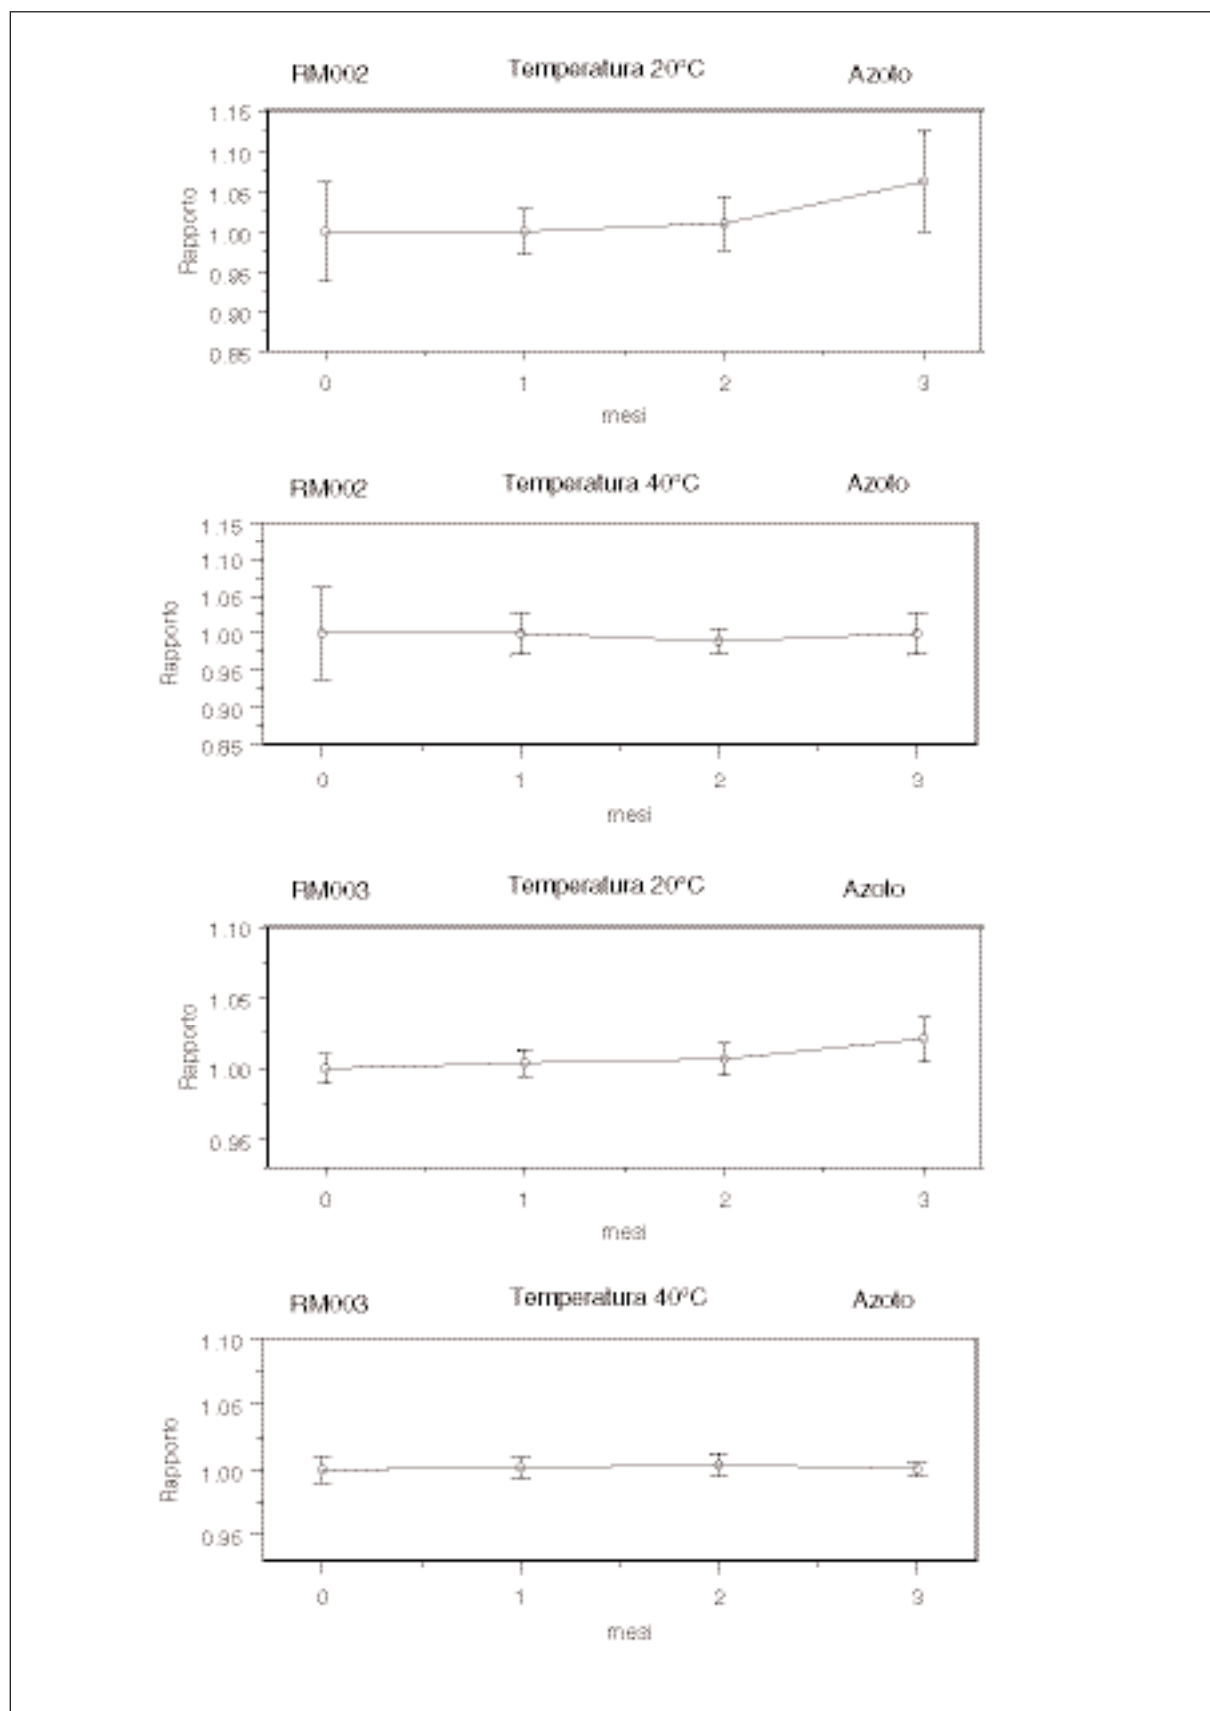 RM002 Temperatura 20°C Azoto
1.15
1.10
1.05
1.00
0.95
0.90
0.85
Rapporto
0 1 2 3
mesi
RM002 Temperatura 40°C Azoto
1.15
1.10
1.05
1.00
0.95
0.90
0.85
Rapporto
0 1 2 3
mesi
RM003 Temperatura 20°C Azoto
1.10
1.05
1.00
0.95
Rapporto
0 1 2 3
mesi
RM003 Temperatura 40°C Azoto
1.10
1.05
1.00
0.95
Rapporto
0 1 2 3
mesi